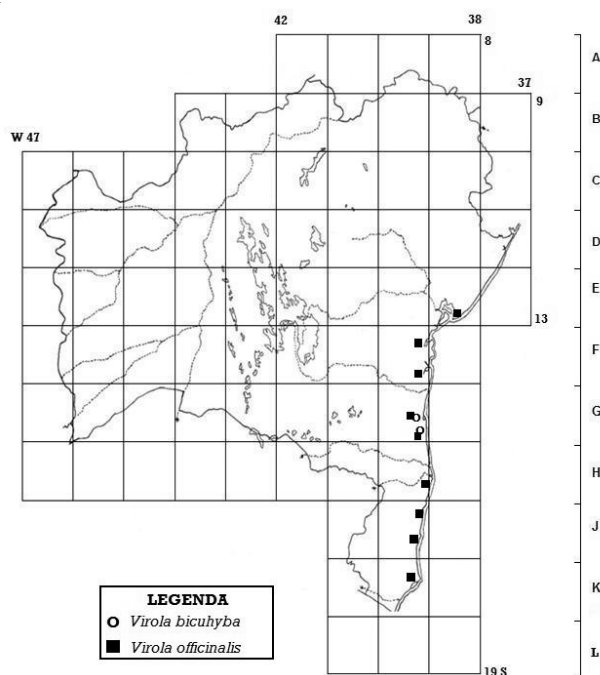 42
38
8
A
37
9
B
W 47
C
D
E
13
F
G
H
J
K
LEGENDA
O Virola bicuhyba
■ Virola officinalis
L
19 S